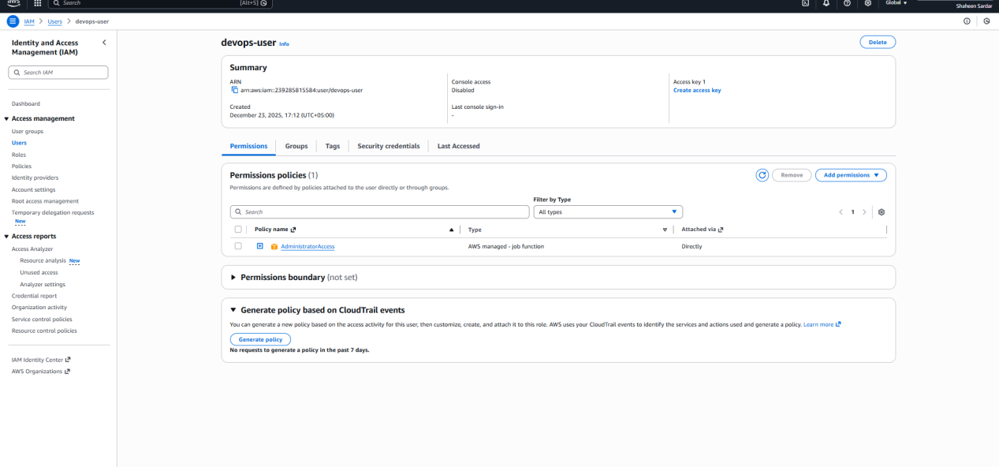 aws
Search [Alt+S]
Global
Shaheen Sardar
IAM > Users > devops-user
Identity and Access Management (IAM)
Search IAM
Dashboard
Access management
User groups
Users
Roles
Policies
Identity providers
Account settings
Root access management
Temporary delegation requests
New
Access reports
Access Analyzer
Resource analysis New
Unused access
Analyzer settings
Credential report
Organization activity
Service control policies
Resource control policies
IAM Identity Center
AWS Organizations
devops-user Info
Delete
Summary
ARN
arn:aws:iam::239285815584:user/devops-user
Created
December 23, 2025, 17:12 (UTC+05:00)
Console access
Disabled
Last console sign-in
-
Access key 1
Create access key
Permissions Groups Tags Security credentials Last Accessed
Permissions policies (1)
Remove Add permissions
Permissions are defined by policies attached to the user directly or through groups.
Filter by Type
Search All types 1
Policy name Type Attached via
AdministratorAccess AWS managed - job function Directly
Permissions boundary (not set)
Generate policy based on CloudTrail events
You can generate a new policy based on the access activity for this user, then customize, create, and attach it to this role. AWS uses your CloudTrail events to identify the services and actions used and generate a policy. Learn more
Generate policy
No requests to generate a policy in the past 7 days.